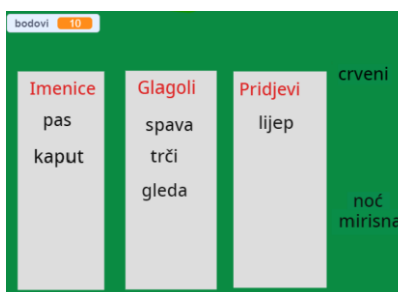 bodovi 10
Imenice
pas
kaput
Glagoli
spava
trči
gleda
Pridjevi
lijep
crveni
noć
mirisna